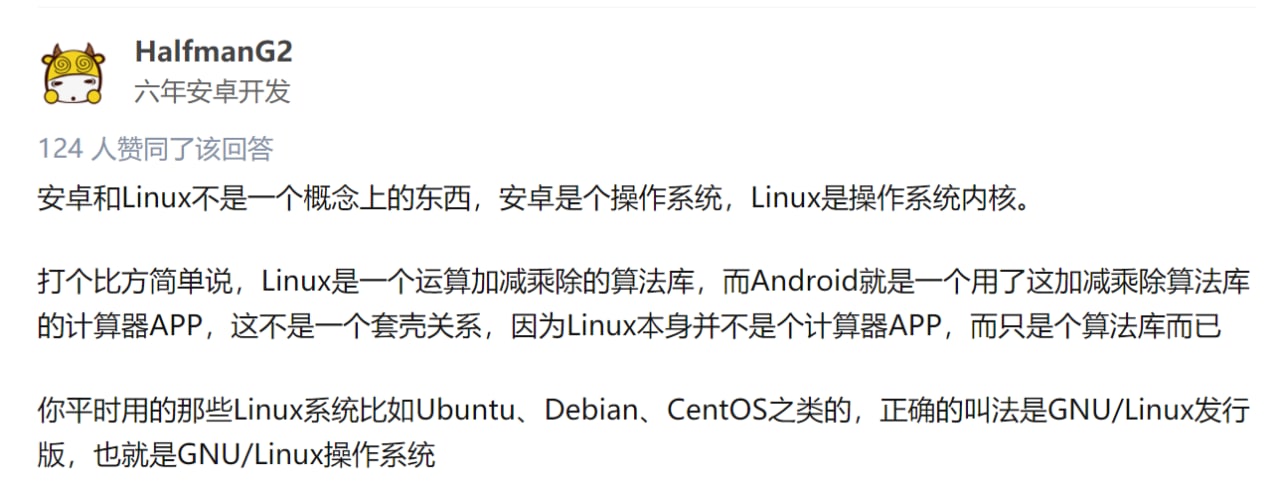 HalfmanG2
六年安卓开发
124 人赞同了该回答
安卓和Linux不是一个概念上的东西，安卓是个操作系统，Linux是操作系统内核。
打个比方简单说，Linux是一个运算加减乘除的算法库，而Android就是一个用了这加减乘除算法库
的计算器APP，这不是一个套壳关系，因为Linux本身并不是个计算器APP，而只是个算法库而已
你平时用的那些Linux系统比如Ubuntu、Debian、CentOS之类的，正确的叫法是GNU/Linux发行
版，也就是GNU/Linux操作系统